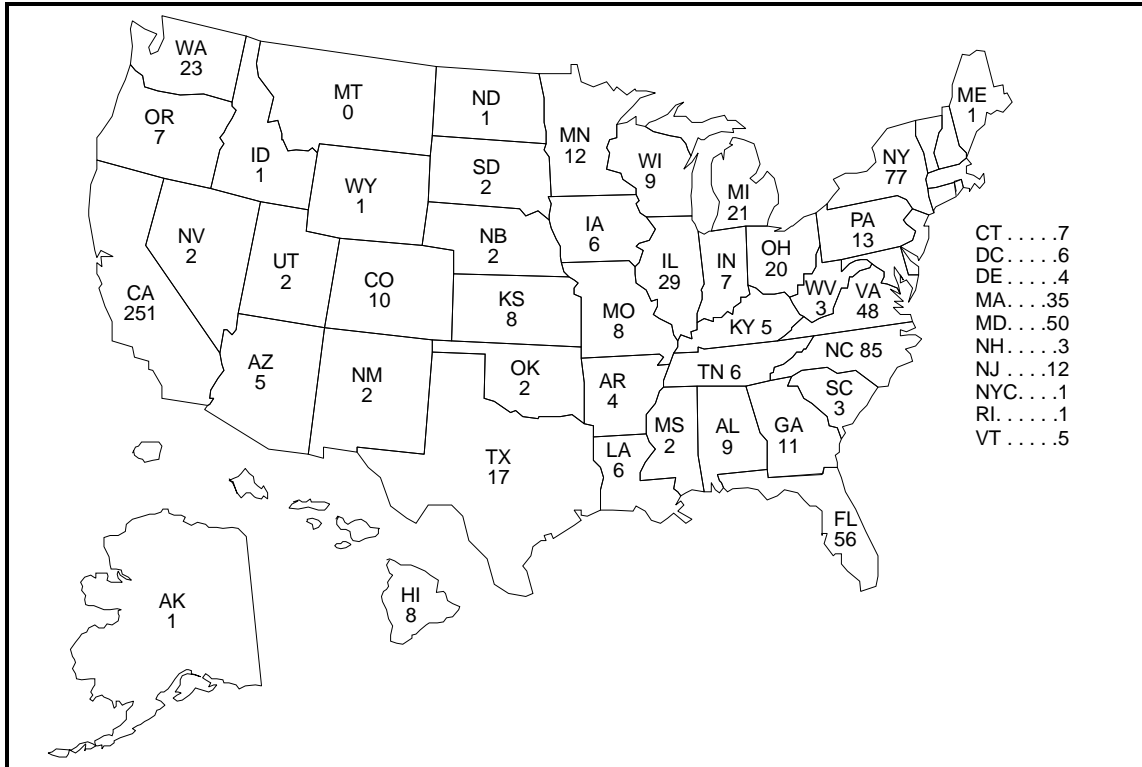 WA
23
OR
7
ID
1
MT
0
ND
1
MN
12
SD
2
WY
1
WI
9
MI
21
NY
77
ME
1
NV
2
UT
2
CO
10
NB
2
IA
6
IL
29
IN
7
OH
20
PA
13
CA
251
KS
8
MO
8
WV
3
VA
48
KY 5
AZ
5
NM
2
OK
2
AR
4
TN 6
NC 85
SC
3
TX
17
LA
6
MS
2
AL
9
GA
11
FL
56
AK
1
HI
8
CT . . . . .7
DC . . . . .6
DE . . . . .4
MA. . . .35
MD. . . .50
NH. . . . .3
NJ . . . .12
NYC. . . .1
RI. . . . . .1
VT . . . . .5